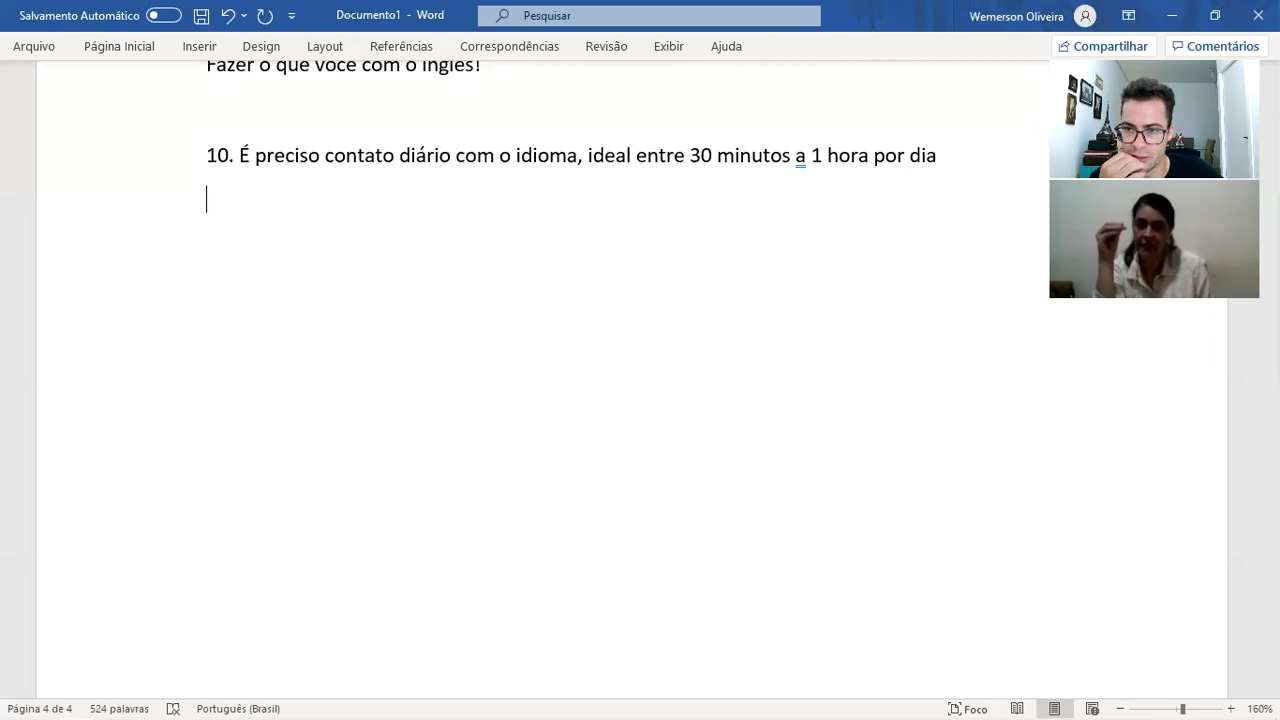 Salvamento Automático
Documento1 - Word
Pesquisar
Wemerson Oliveira
Arquivo Página Inicial Inserir Design Layout Referências Correspondências Revisão Exibir Ajuda
Compartilhar Comentários
Fazer o que você com o inglês!
10. É preciso contato diário com o idioma, ideal entre 30 minutos a 1 hora por dia
Página 4 de 4 524 palavras Português (Brasil) Foco 160%